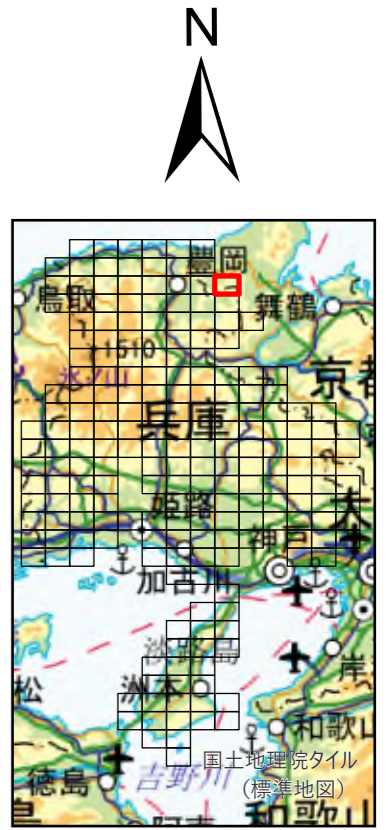 N
豊岡
鳥取
舞鶴
1510
氷ノ山
京都
兵庫
姫路
神戸
大
加古川
淡路島
松
洲本
岸
和歌山
国土地理院タイル
徳島
吉野川
(標準地図)
島
和歌山